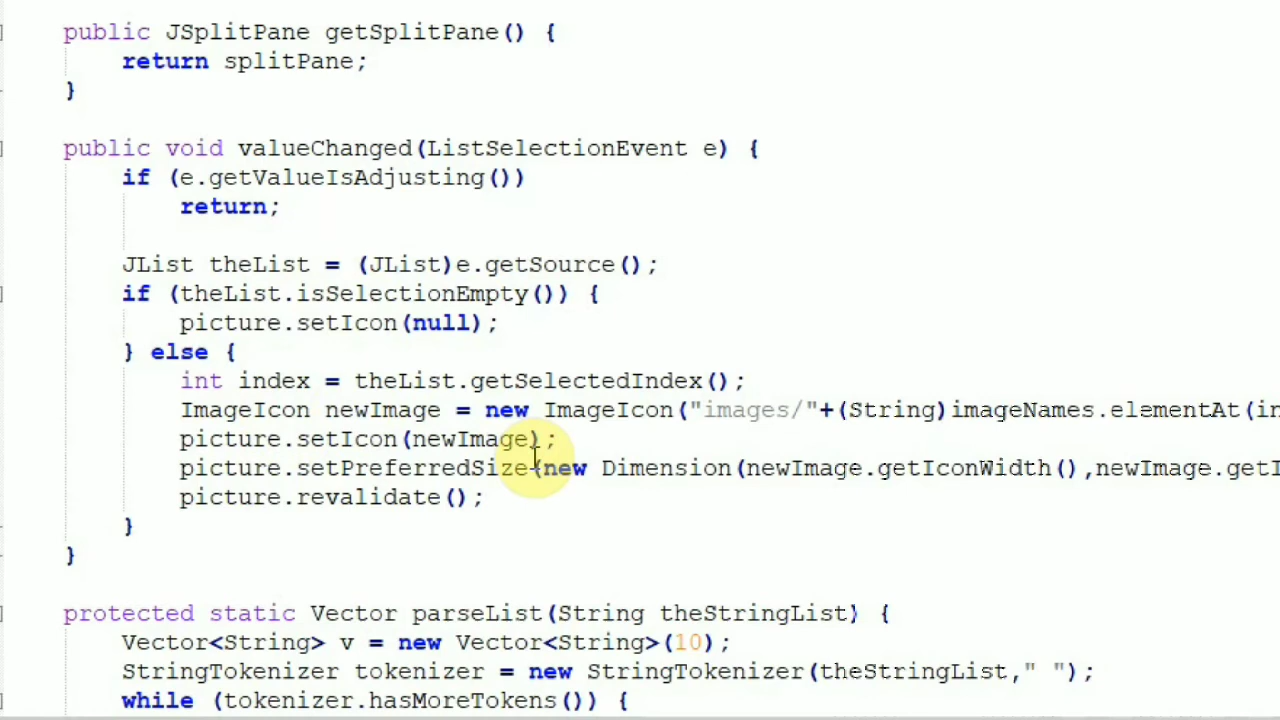 public JSplitPane getSplitPane() {
return splitPane;
}
public void valueChanged(ListSelectionEvent e) {
if (e.getValueIsAdjusting())
return;
JList theList = (JList)e.getSource();
if (theList.isSelectionEmpty()) {
picture.setIcon(null);
} else {
int index = theList.getSelectedIndex();
ImageIcon newImage = new ImageIcon("images/"+(String)imageNames.elementAt(in
picture.setIcon(newImage);
picture.setPreferredSize(new Dimension(newImage.getIconWidth(),newImage.getI
picture.revalidate();
}
}
protected static Vector parseList(String theStringList) {
Vector<String> v = new Vector<String>(10);
StringTokenizer tokenizer = new StringTokenizer(theStringList," ");
while (tokenizer.hasMoreTokens()) {